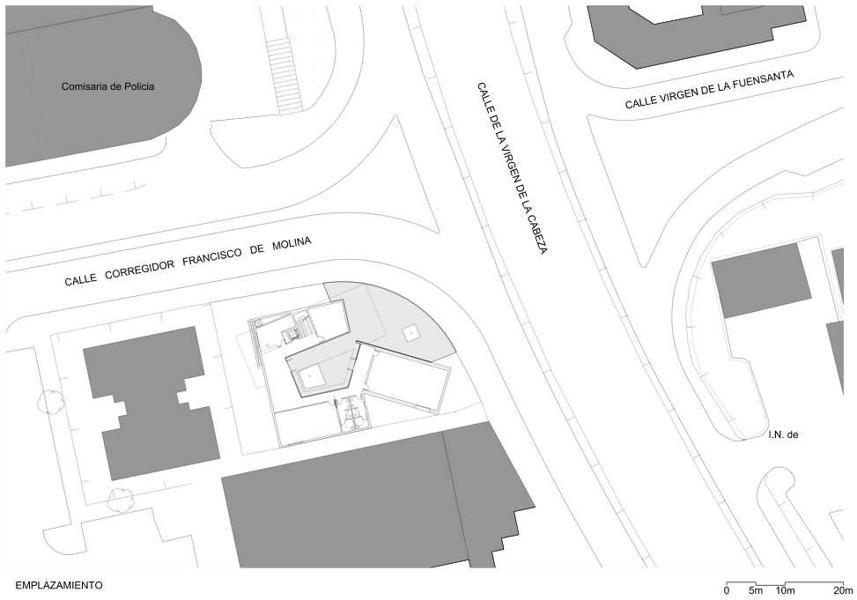 Comisaria de Policia
CALLE VIRGEN DE LA FUENSANTA
CALLE DE LA VIRGEN DE LA CABEZA
CALLE CORREGIDOR FRANCISCO DE MOLINA
I.N. de
EMPLAZAMIENTO
0 5m 10m 20m